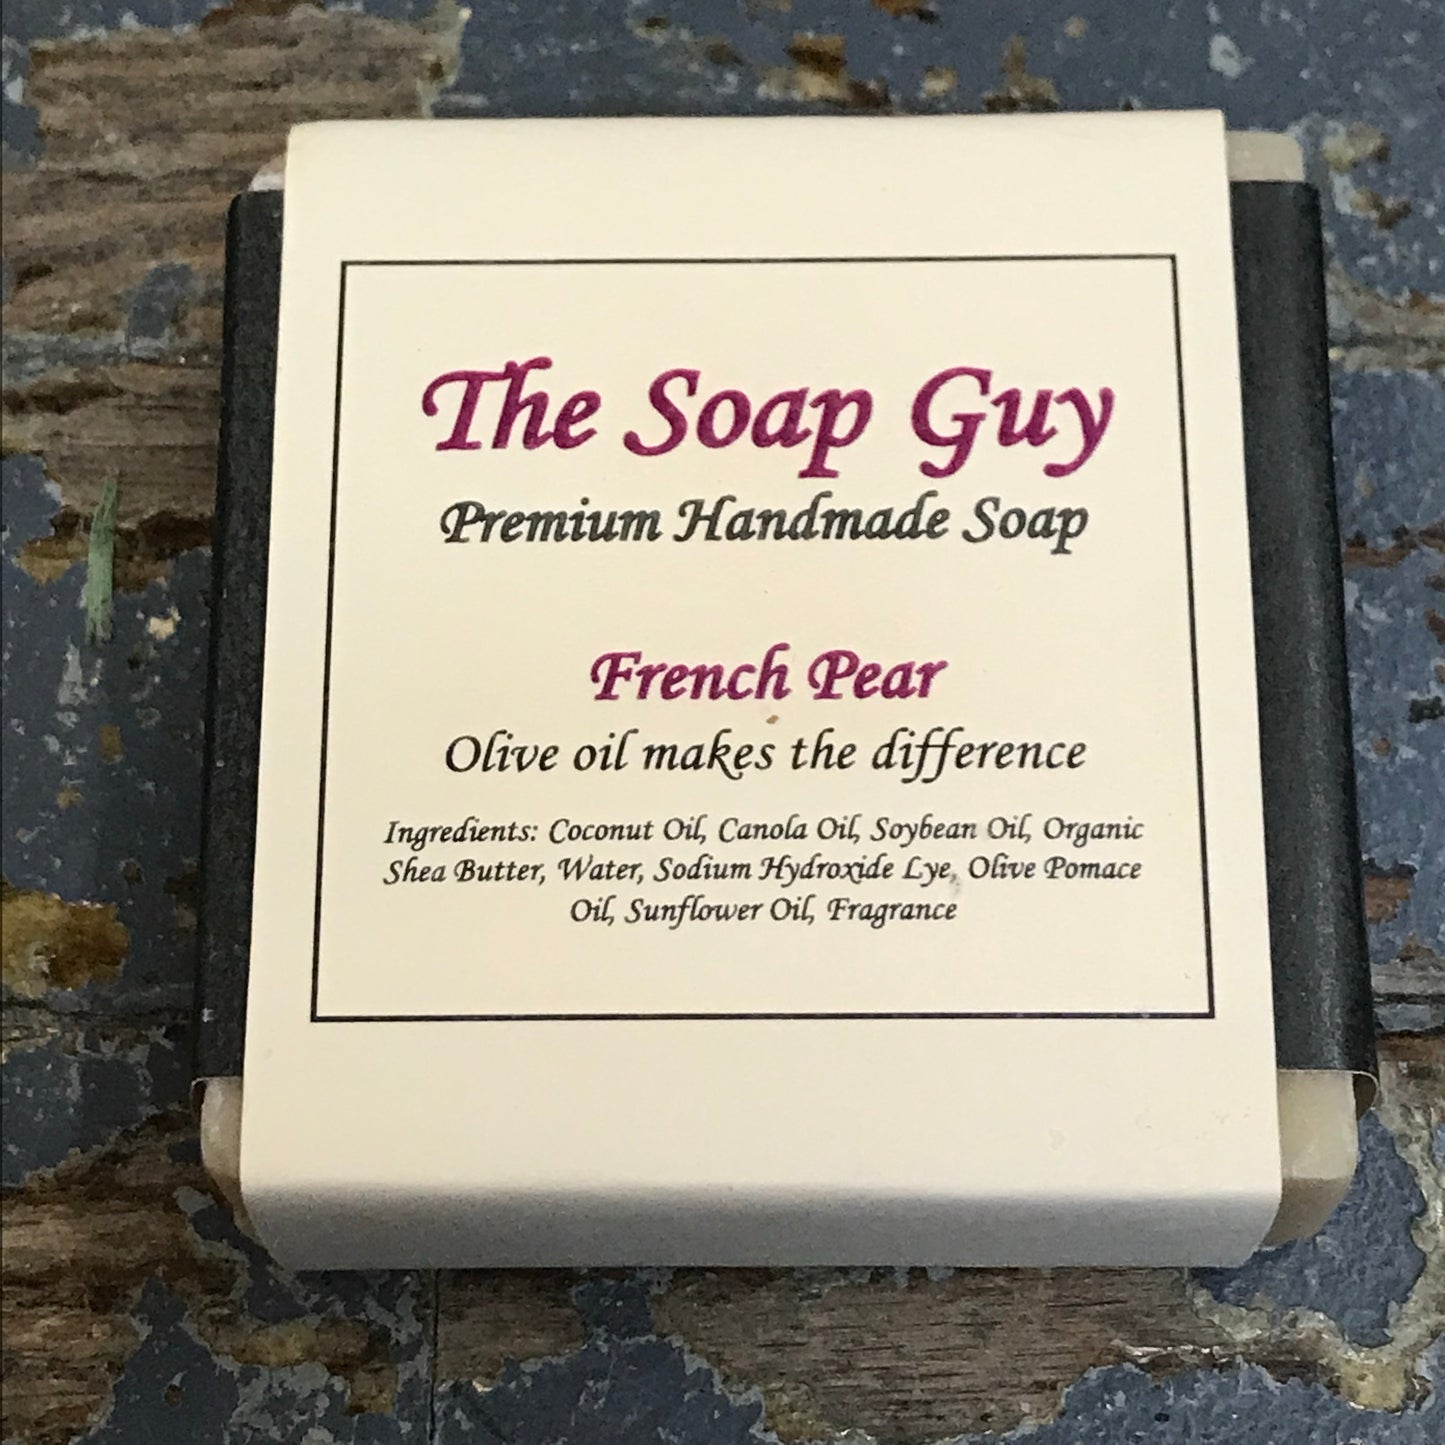 The Soap Guy
Premium Handmade Soap
French Pear
Olive oil makes the difference
Ingredients: Coconut Oil, Canola Oil, Soybean Oil, Organic
Shea Butter, Water, Sodium Hydroxide Lye, Olive Pomace
Oil, Sunflower Oil, Fragrance